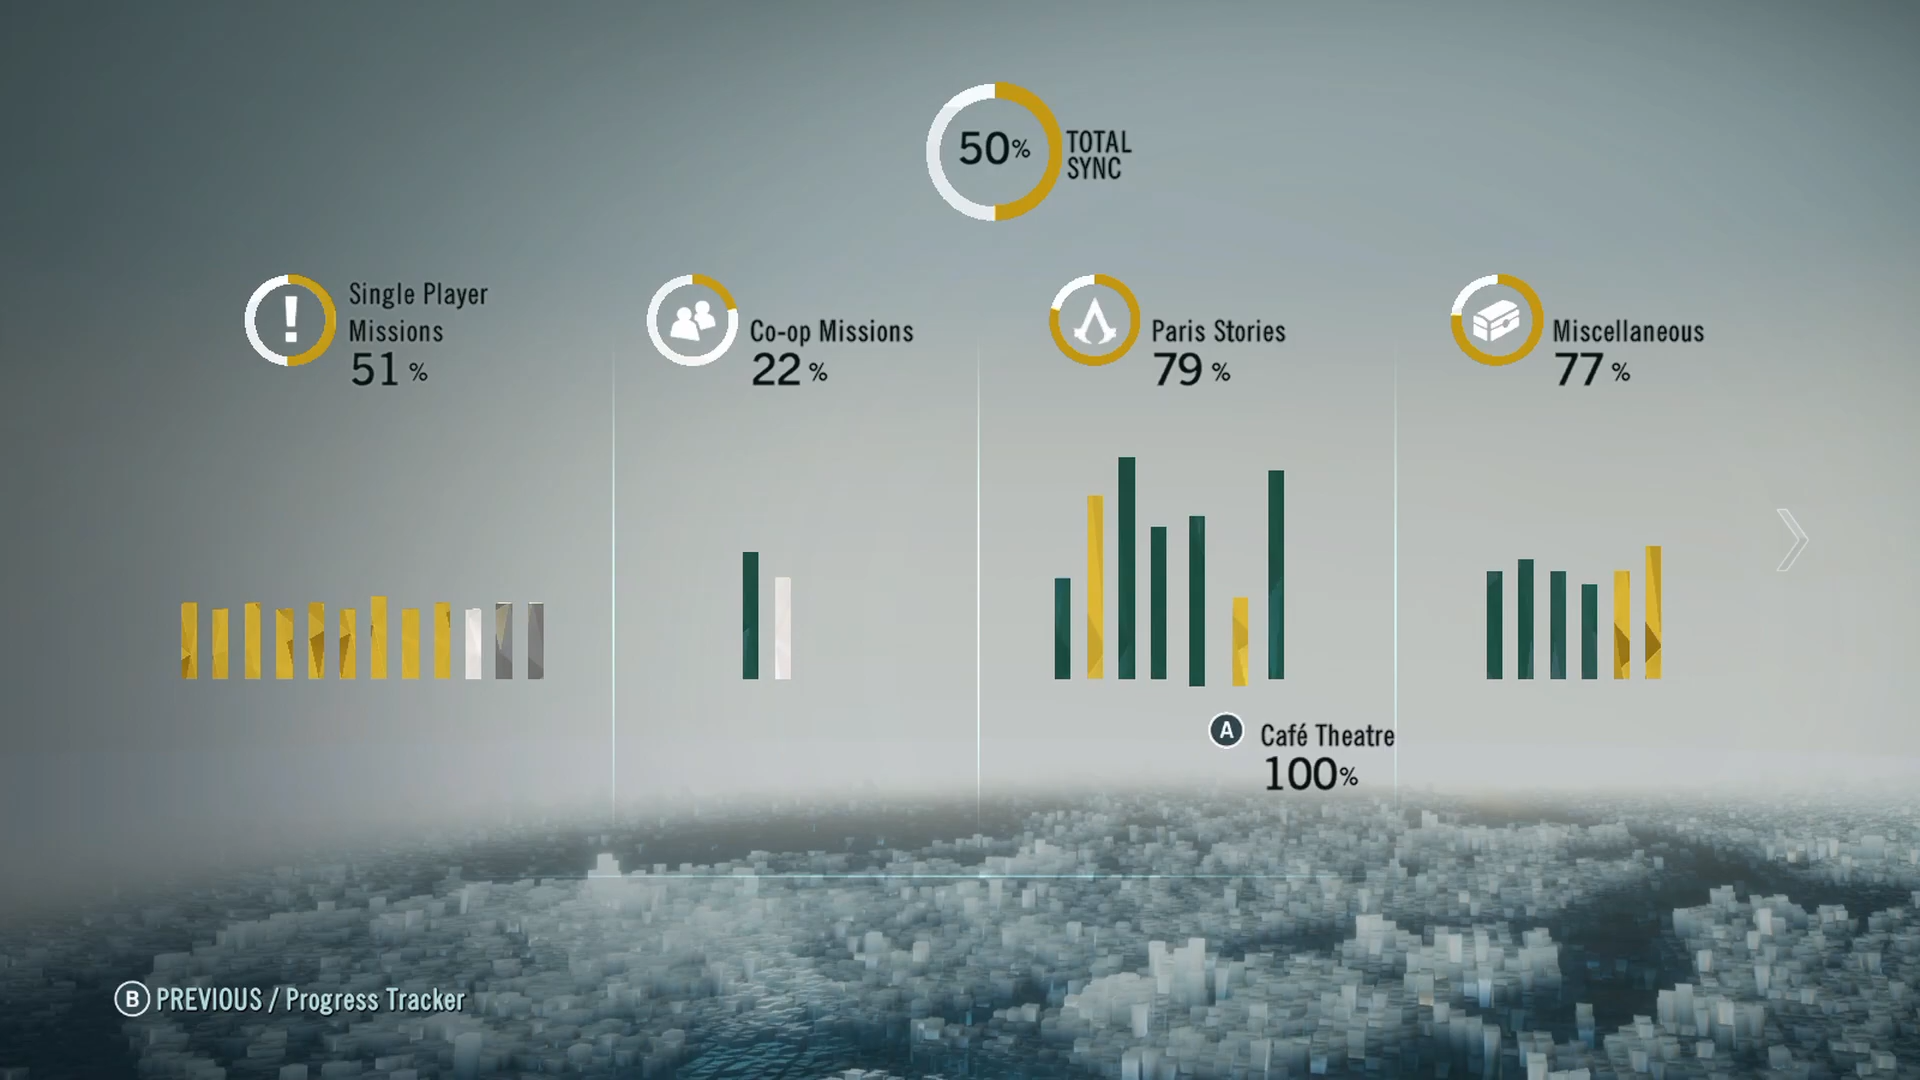 50%
TOTAL
SYNC
Single Player
Missions
51 %
Co-op Missions
22 %
Paris Stories
79 %
Miscellaneous
77 %
A Café Theatre
100%
B PREVIOUS / Progress Tracker